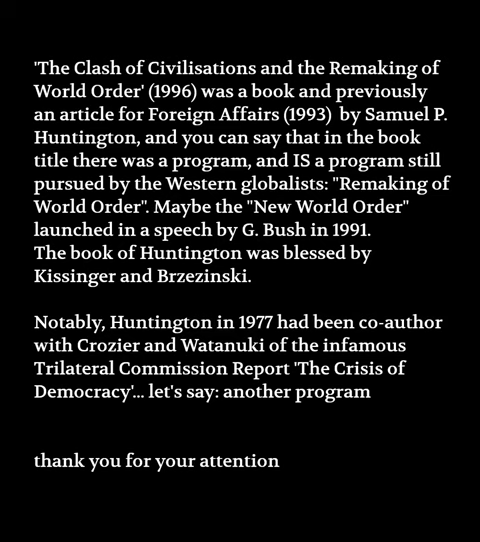 'The Clash of Civilisations and the Remaking of
World Order' (1996) was a book and previously
an article for Foreign Affairs (1993)  by Samuel P.
Huntington, and you can say that in the book
title there was a program, and IS a program still
pursued by the Western globalists: "Remaking of
World Order". Maybe the "New World Order"
launched in a speech by G. Bush in 1991.
The book of Huntington was blessed by
Kissinger and Brzezinski.
Notably, Huntington in 1977 had been co-author
with Crozier and Watanuki of the infamous
Trilateral Commission Report 'The Crisis of
Democracy'... let's say: another program
thank you for your attention